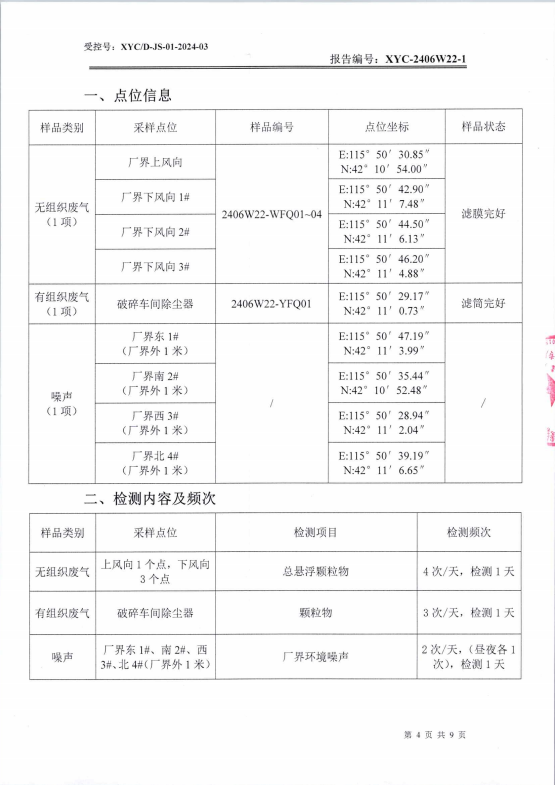 受控号：XYC/D-JS-01-2024-03
报告编号：XYC-2406W22-1
一、点位信息
样品类别 采样点位 样品编号 点位坐标 样品状态
无组织废气
（1 项）
厂界上风向
E:115° 50′ 30.85″
N:42° 10′ 54.00″
厂界下风向 1#
E:115° 50′ 42.90″
N:42° 11′ 7.48″
2406W22-WFQ01~04
滤膜完好
厂界下风向 2#
E:115° 50′ 44.50″
N:42° 11′ 6.13″
厂界下风向 3#
E:115° 50′ 46.20″
N:42° 11′ 4.88″
有组织废气
（1 项）
破碎车间除尘器
2406W22-YFQ01
E:115° 50′ 29.17″
N:42° 11′ 0.73″
滤筒完好
噪声
（1 项）
厂界东 1#
（厂界外 1 米）
E:115° 50′ 47.19″
N:42° 11′ 3.99″
厂界南 2#
（厂界外 1 米）
E:115° 50′ 35.44″
N:42° 10′ 52.48″
/
/
厂界西 3#
（厂界外 1 米）
E:115° 50′ 28.94″
N:42° 11′ 2.04″
厂界北 4#
（厂界外 1 米）
E:115° 50′ 39.19″
N:42° 11′ 6.65″
二、检测内容及频次
样品类别 采样点位 检测项目 检测频次
无组织废气
上风向 1 个点，下风向
3 个点
总悬浮颗粒物
4 次/天，检测 1 天
有组织废气 破碎车间除尘器 颗粒物 3 次/天，检测 1 天
噪声
厂界东 1#、南 2#、西
3#、北 4#（厂界外 1 米）
厂界环境噪声
2 次/天，（昼夜各 1
次），检测 1 天
第 4 页 共 9 页